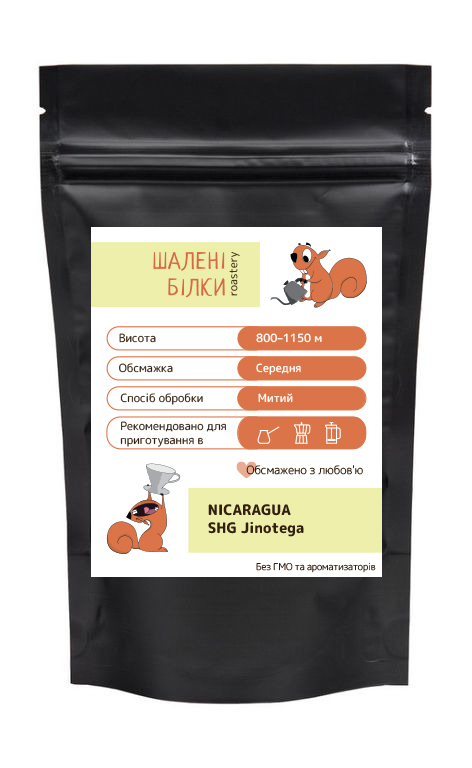 ШАЛЕНІ
БІЛКИ
roastery
Висота 800–1150 м
Обсмажка Середня
Спосіб обробки Митий
Рекомендовано для
приготування в
Обсмажено з любов'ю
NICARAGUA
SHG Jinotega
Без ГМО та ароматизаторів